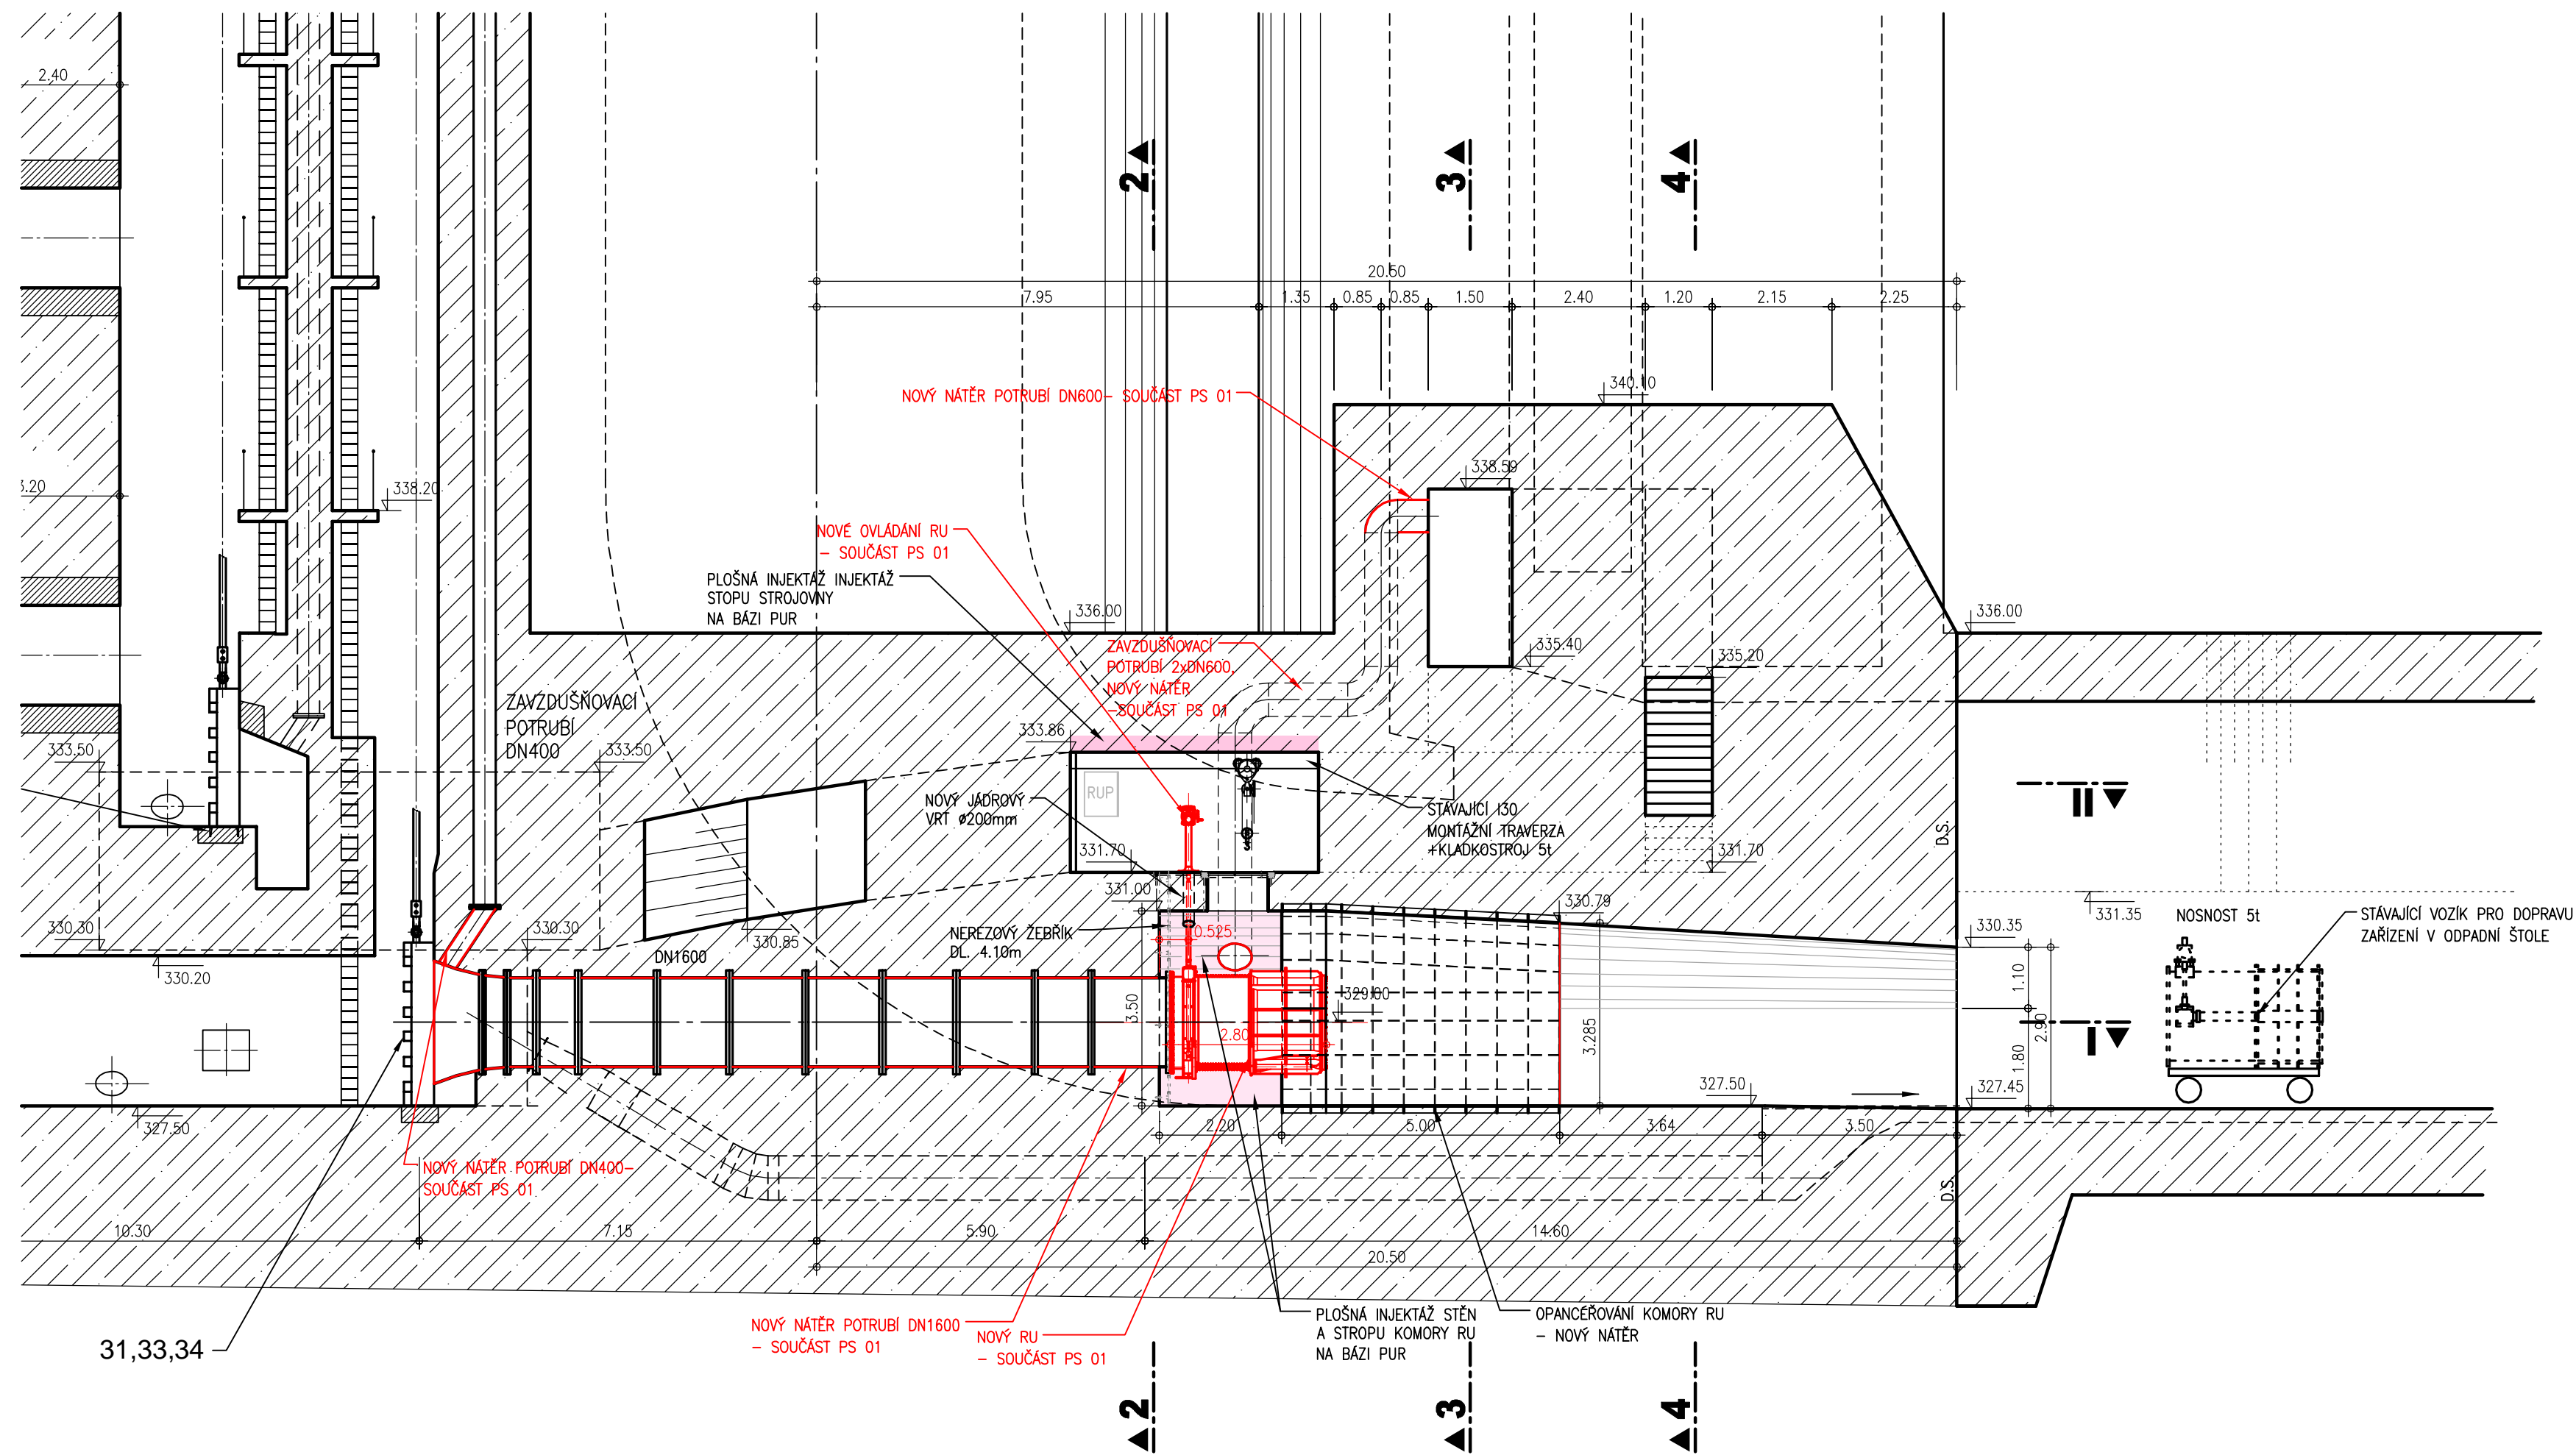 2.40
2
3
4
20.50
7.95
1.35
0.85
0.85
1.50
2.40
1.20
2.15
2.25
NOVÝ NÁTĚR POTRUBÍ DN600– SOUČÁST PS 01
340.10
338.59
338.20
3.20
NOVÉ OVLÁDÁNÍ RU
– SOUČÁST PS 01
PLOŠNÁ INJEKTÁŽ INJEKTÁŽ
STOPU STROJOVNY
NA BÁZI PUR
336.00
336.00
ZAVZDUŠŇOVACÍ
POTRUBÍ 2xDN600,
NOVÝ NÁTĚR
–SOUČÁST PS 01
335.40
335.20
ZAVZDUŠŇOVACÍ
POTRUBÍ
DN400
333.50
333.50
333.86
RUP
NOVÝ JÁDROVÝ
VRT ø200mm
STÁVAJÍCÍ I30
MONTÁŽNÍ TRAVERZA
+KLADKOSTROJ 5t
II
D.S.
331.70
331.70
331.00
330.79
331.35
NOSNOST 5t
STÁVAJÍCÍ VOZÍK PRO DOPRAVU
ZAŘÍZENÍ V ODPADNÍ ŠTOLE
330.30
330.30
330.85
330.35
NEREZOVÝ ŽEBŘÍK
DL. 4.10m
0.525
DN1600
330.20
329.00
3.50
2.80
3.285
1.10
1.80
2.90
I
327.50
327.50
327.45
2.20
5.00
3.64
3.50
NOVÝ NÁTĚR POTRUBÍ DN400–
SOUČÁST PS 01
D.S.
10.30
7.15
5.90
14.60
20.50
NOVÝ NÁTĚR POTRUBÍ DN1600
– SOUČÁST PS 01
NOVÝ RU
– SOUČÁST PS 01
PLOŠNÁ INJEKTÁŽ STĚN
A STROPU KOMORY RU
NA BÁZI PUR
OPANCÉŘOVÁNÍ KOMORY RU
– NOVÝ NÁTĚR
31,33,34
2
3
4